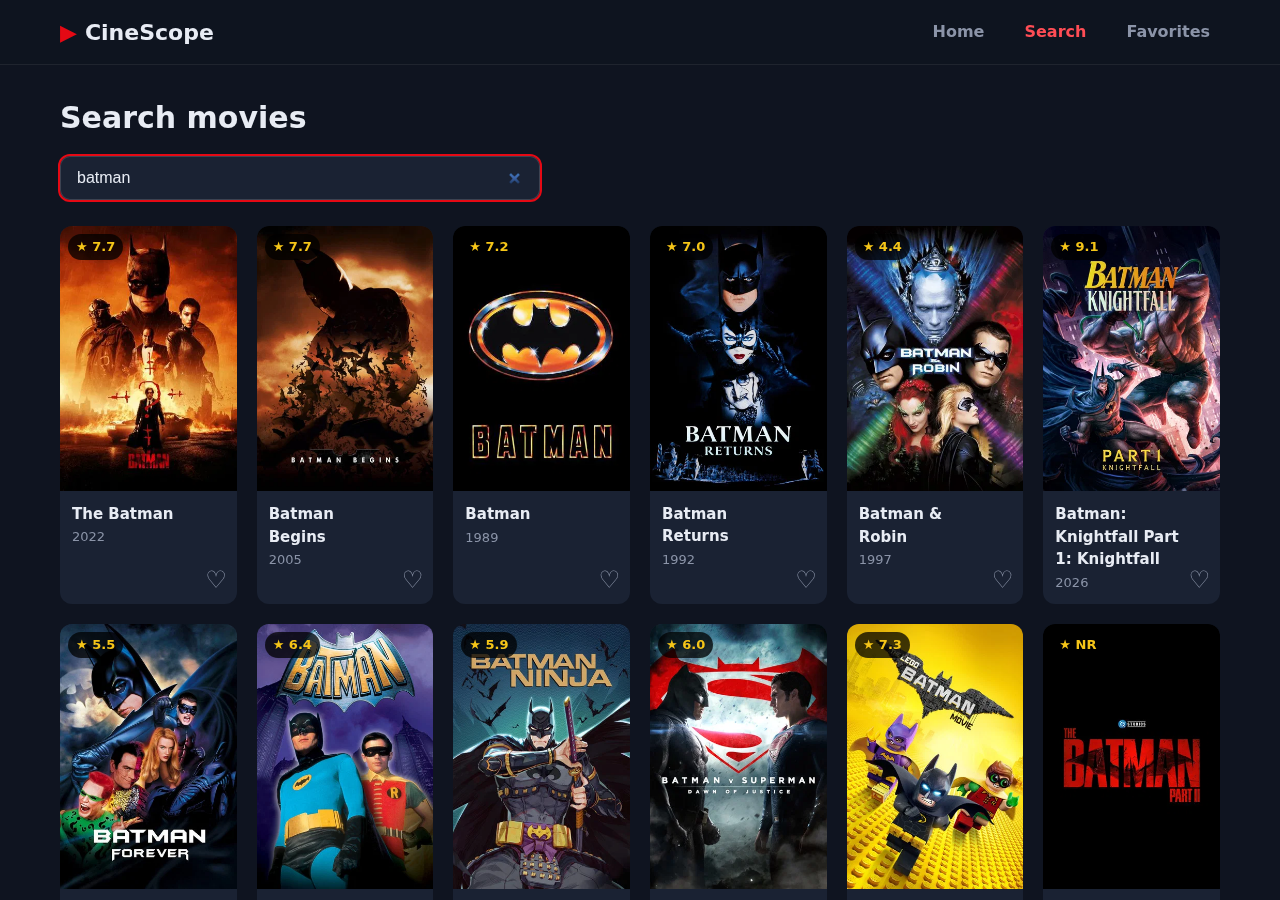 ▶ CineScope
Home
Search
Favorites
Search movies
batman
★ 7.7
★ 7.7
★ 7.2
★ 7.0
★ 4.4
★ 9.1
BATMAN
BATMAN BEGINS
BATMAN
BATMAN
RETURNS
BATMAN
&
ROBIN
BATMAN
KNIGHTFALL
PART 1
KNIGHTFALL
The Batman
2022
Batman
Begins
2005
Batman
1989
Batman
Returns
1992
Batman &
Robin
1997
Batman:
Knightfall Part
1: Knightfall
2026
★ 5.5
★ 6.4
★ 5.9
★ 6.0
★ 7.3
★ NR
BATMAN
FOREVER
BATMAN
R
BATMAN
NINJA
BATMAN v SUPERMAN
DAWN OF JUSTICE
THE
LEGO
BATMAN
MOVIE
STUDIOS
THE
BATMAN
PART II